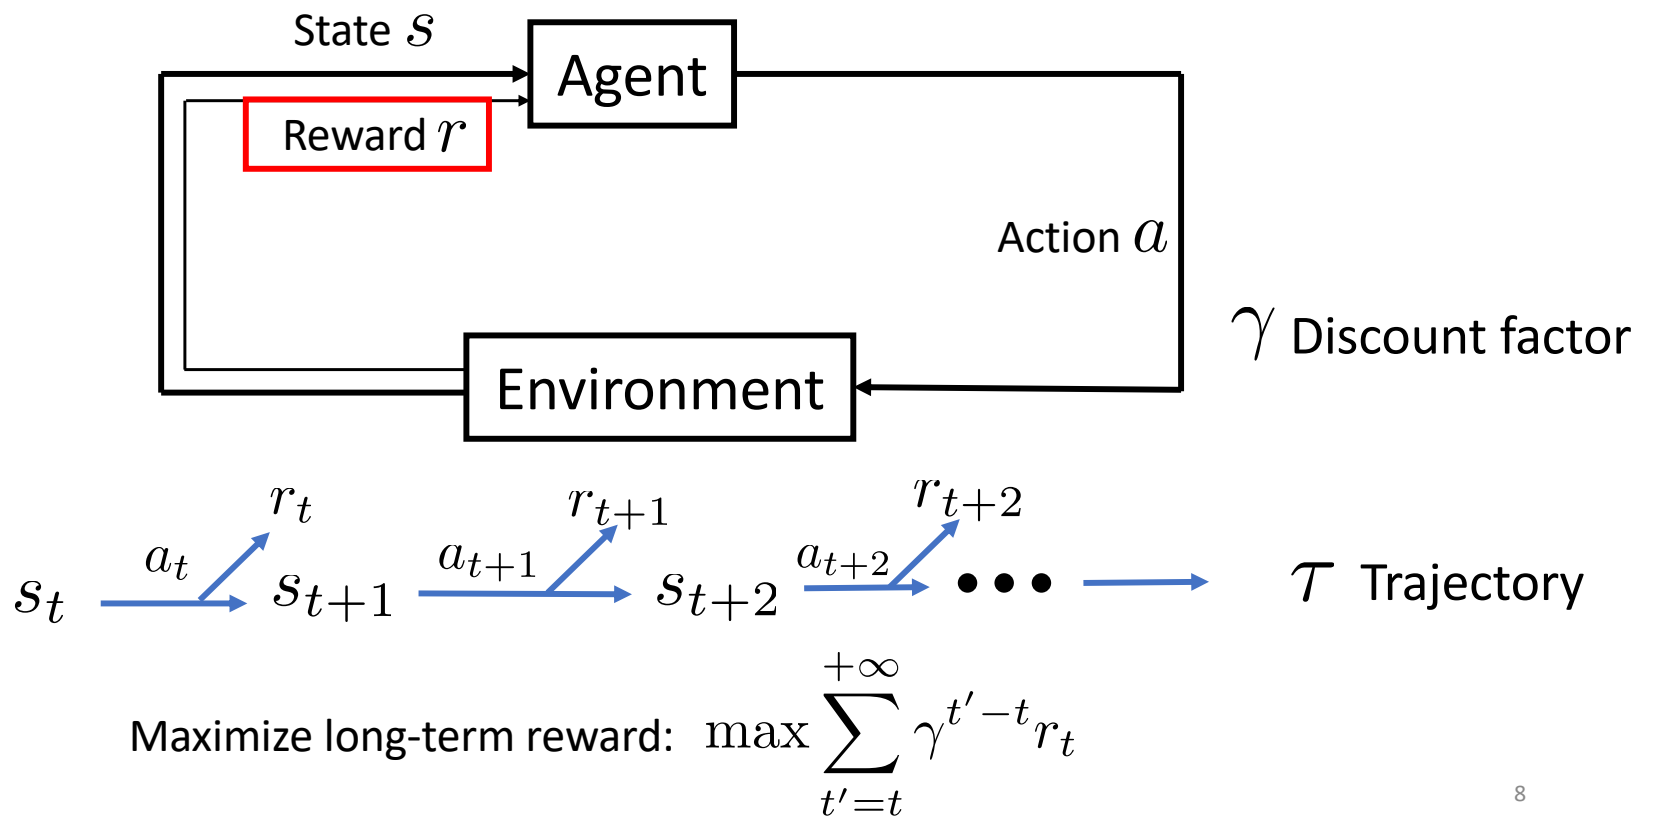 State s
Agent
Reward r
Action a
γ Discount factor
Environment
r_t r_{t+1} r_{t+2}
a_t a_{t+1} a_{t+2}
s_t s_{t+1} s_{t+2} ••• τ Trajectory
Maximize long-term reward: max \sum_{t'=t}^{+∞} γ^{t'-t} r_t
8